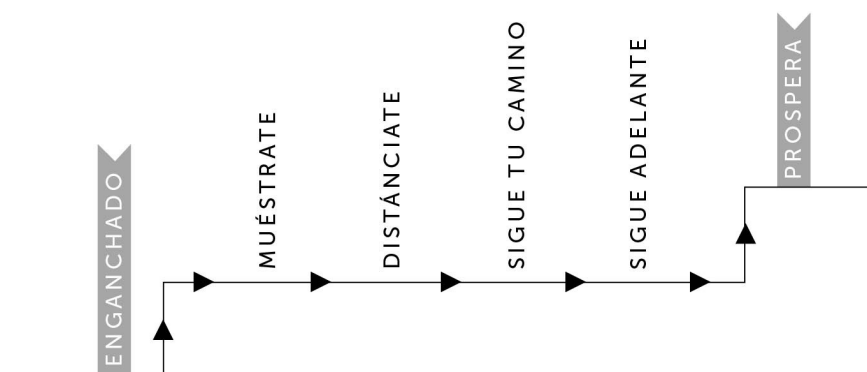 ENGANCHADO
MUÉSTRATE
DISTÁNCIATE
SIGUE TU CAMINO
SIGUE ADELANTE
PROSPERA